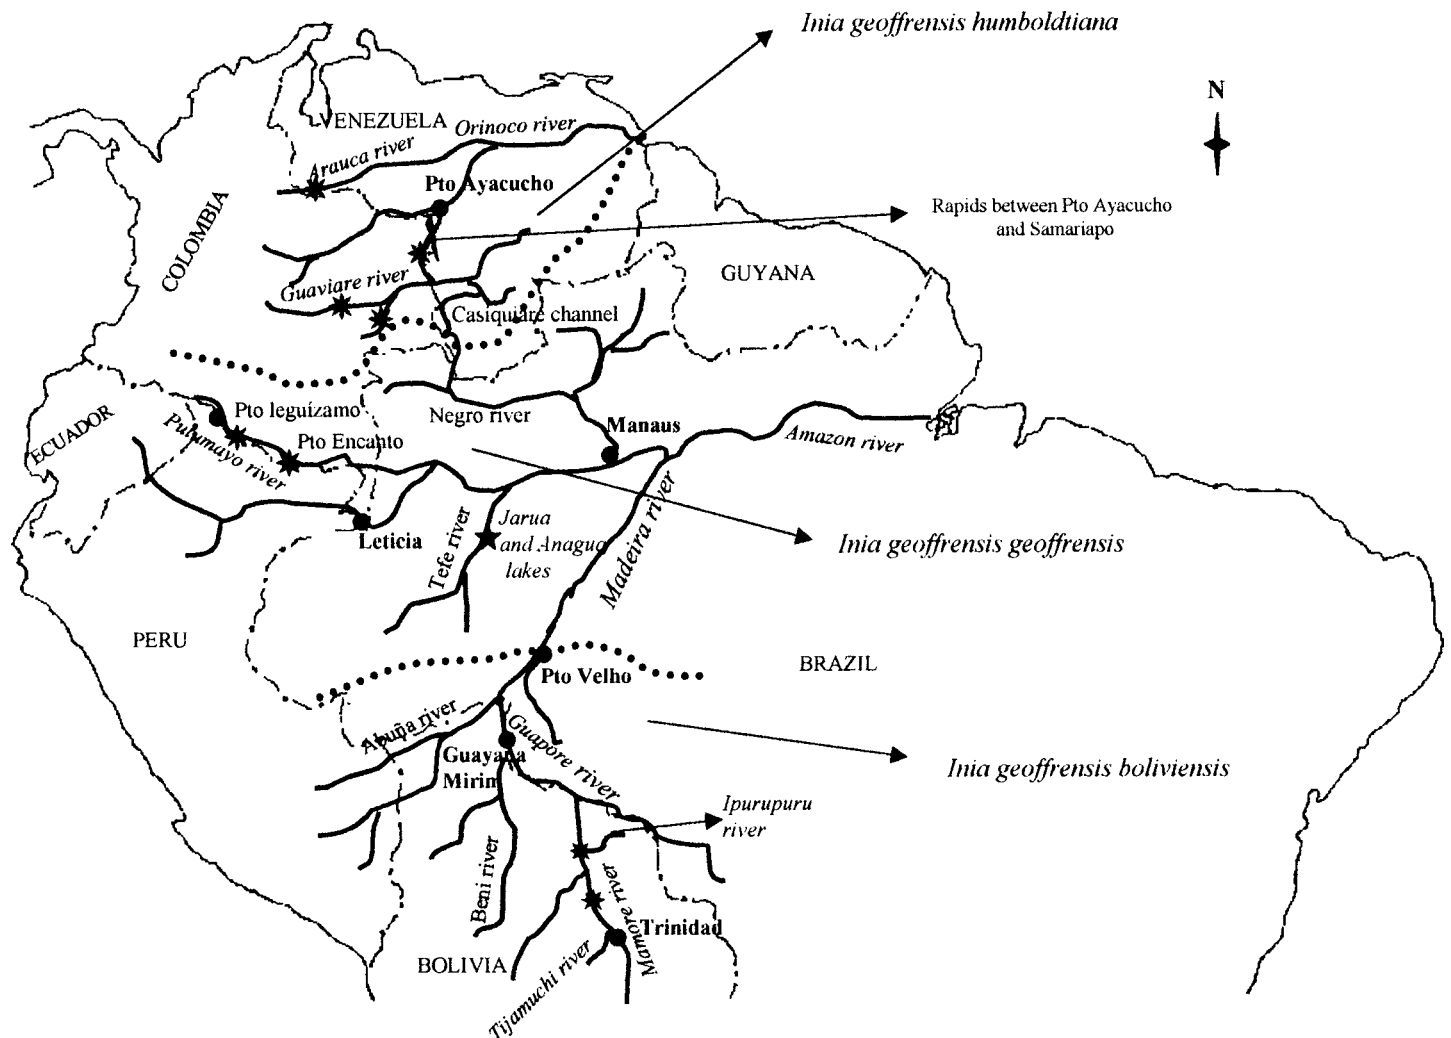 Inia geoffrensis humboldtiana
N
VENEZUELA
Orinoco river
Arauca river
Pto Ayacucho
COLOMBIA
Rapids between Pto Ayacucho
and Samariapo
GUYANA
Guaviare river
Casiquiare channel
ECUADOR
Pto leguízamo
Negro river
Manaus
Putumayo river
Pto Encanto
Amazon river
Leticia
Tefe river
Jarua
and Anagua
lakes
Madeira river
Inia geoffrensis geoffrensis
PERU
BRAZIL
Pto Velho
Abuña river
Guapore river
Guayana
Mirin
Inia geoffrensis boliviensis
Ipurupuru
river
Beni river
Mamore river
Trinidad
BOLIVIA
Tijamuchi river